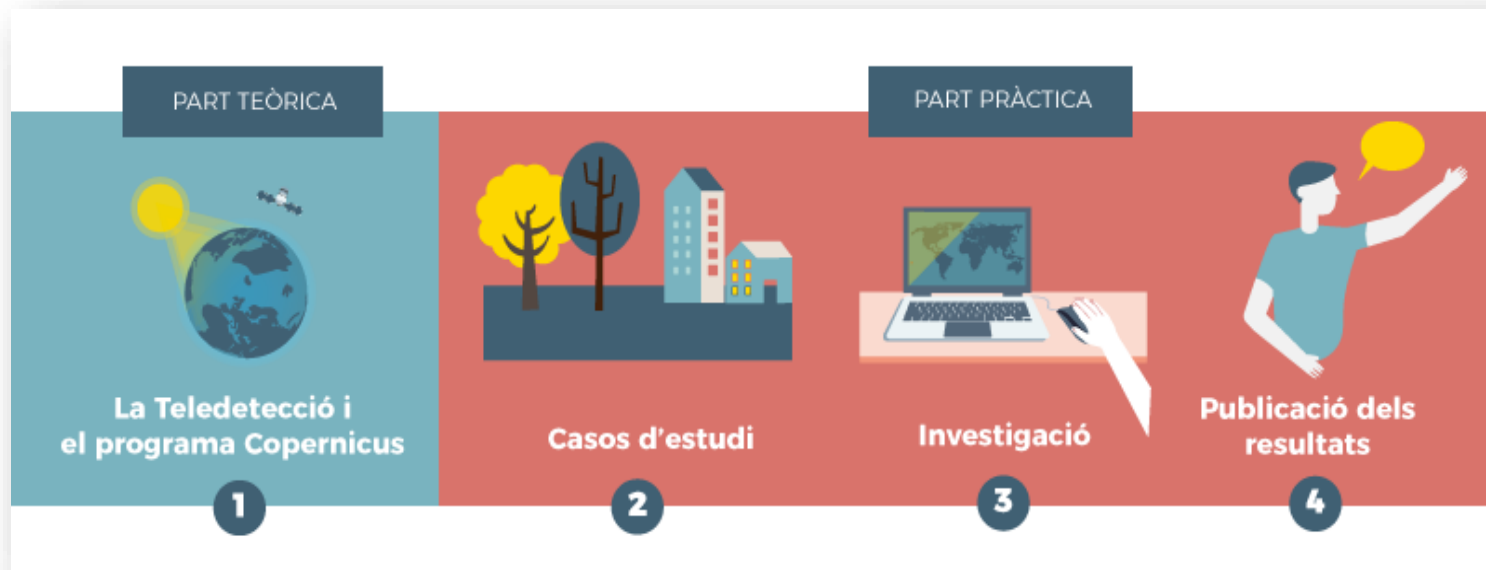 PART TEÒRICA
PART PRÀCTICA
La Teledetecció i
el programa Copernicus
1
Casos d'estudi
2
Investigació
3
Publicació dels
resultats
4